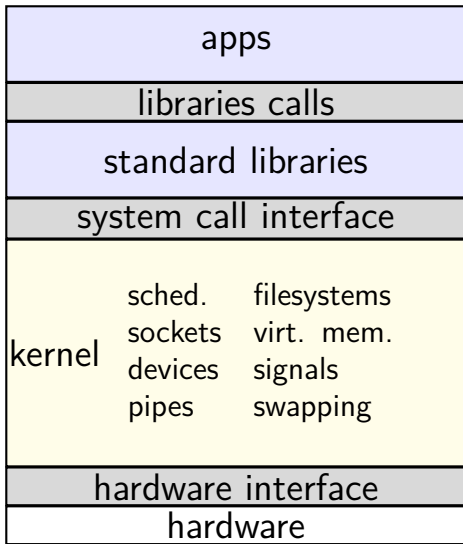 apps
libraries calls
standard libraries
system call interface
kernel
sched. filesystems
sockets virt. mem.
devices signals
pipes swapping
hardware interface
hardware